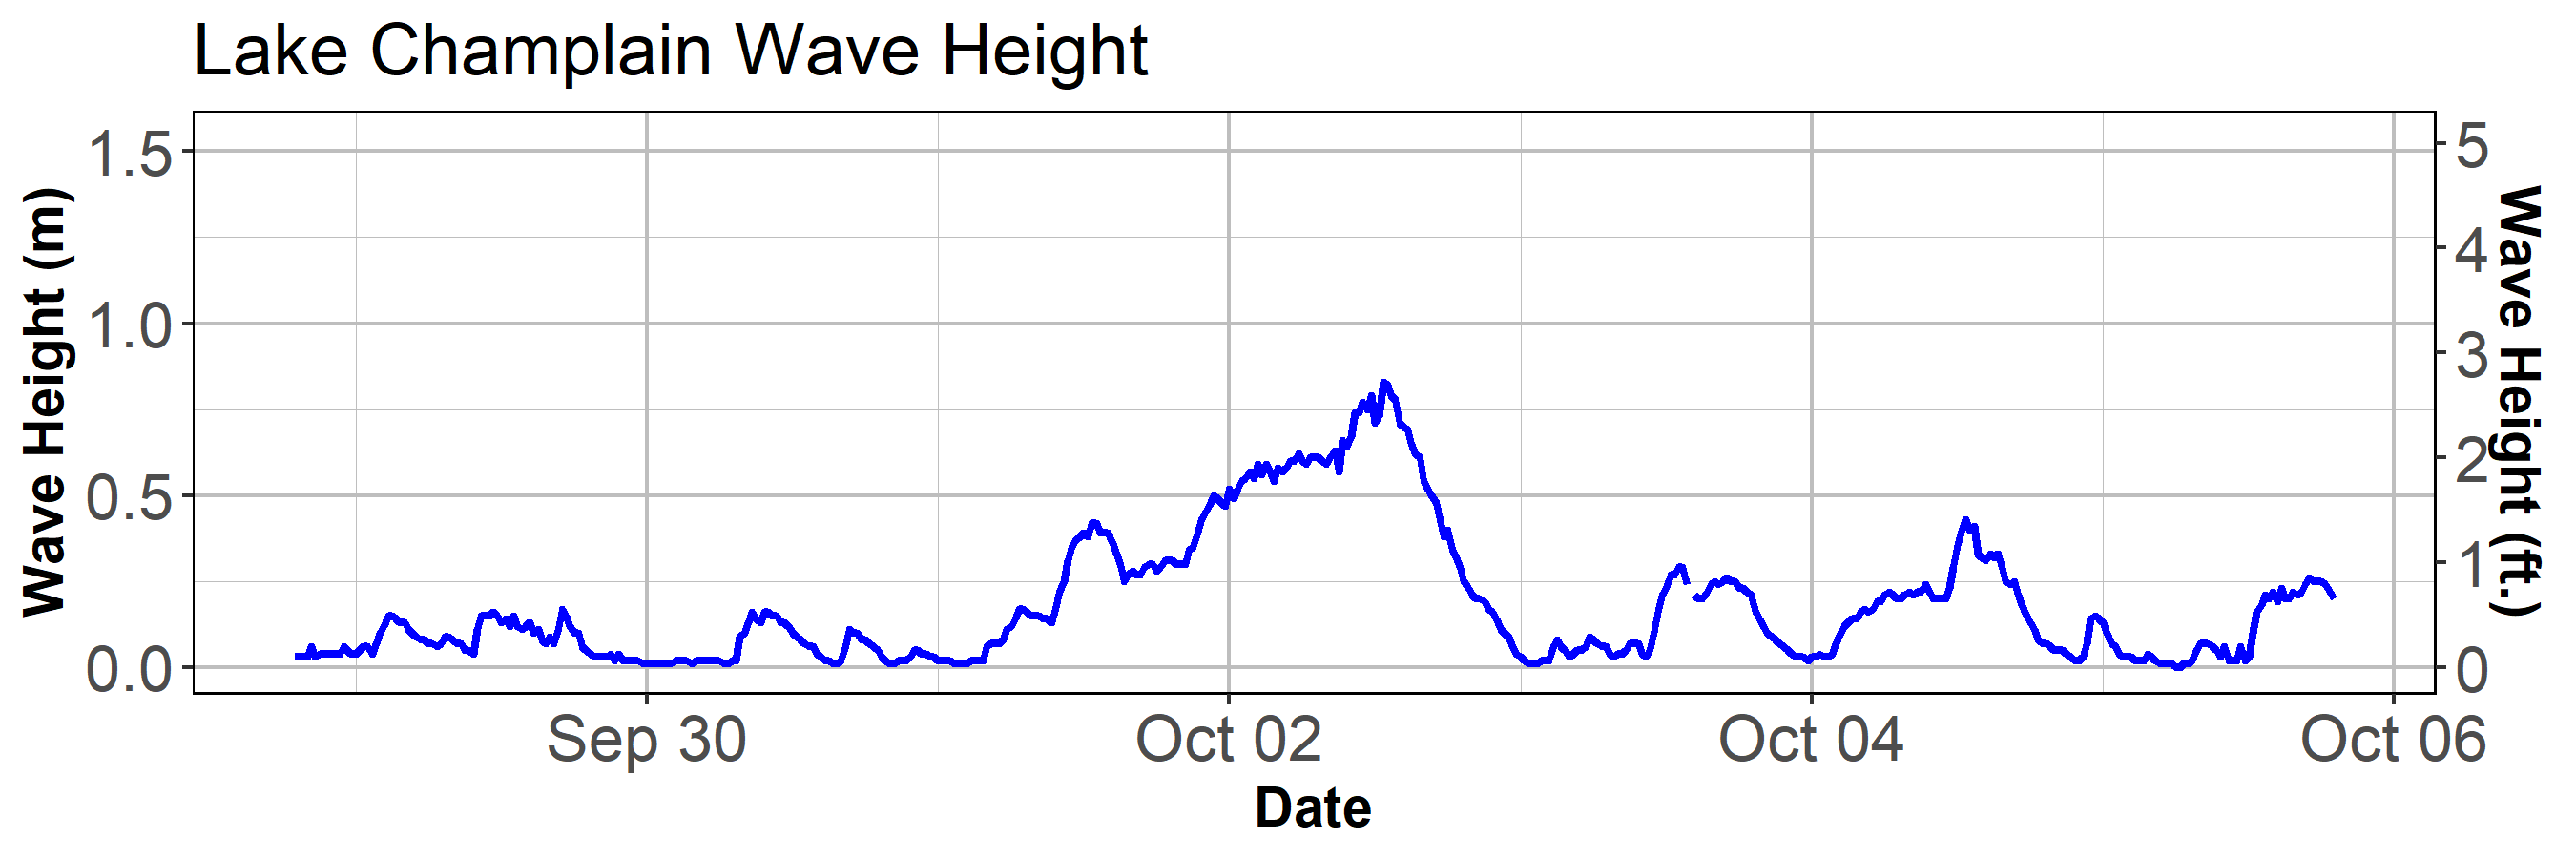 Lake Champlain Wave Height
Wave Height (m)
1.5
1.0
0.5
0.0
5
4
3
2
1
0
Wave Height (ft.)
Sep 30
Oct 02
Oct 04
Oct 06
Date